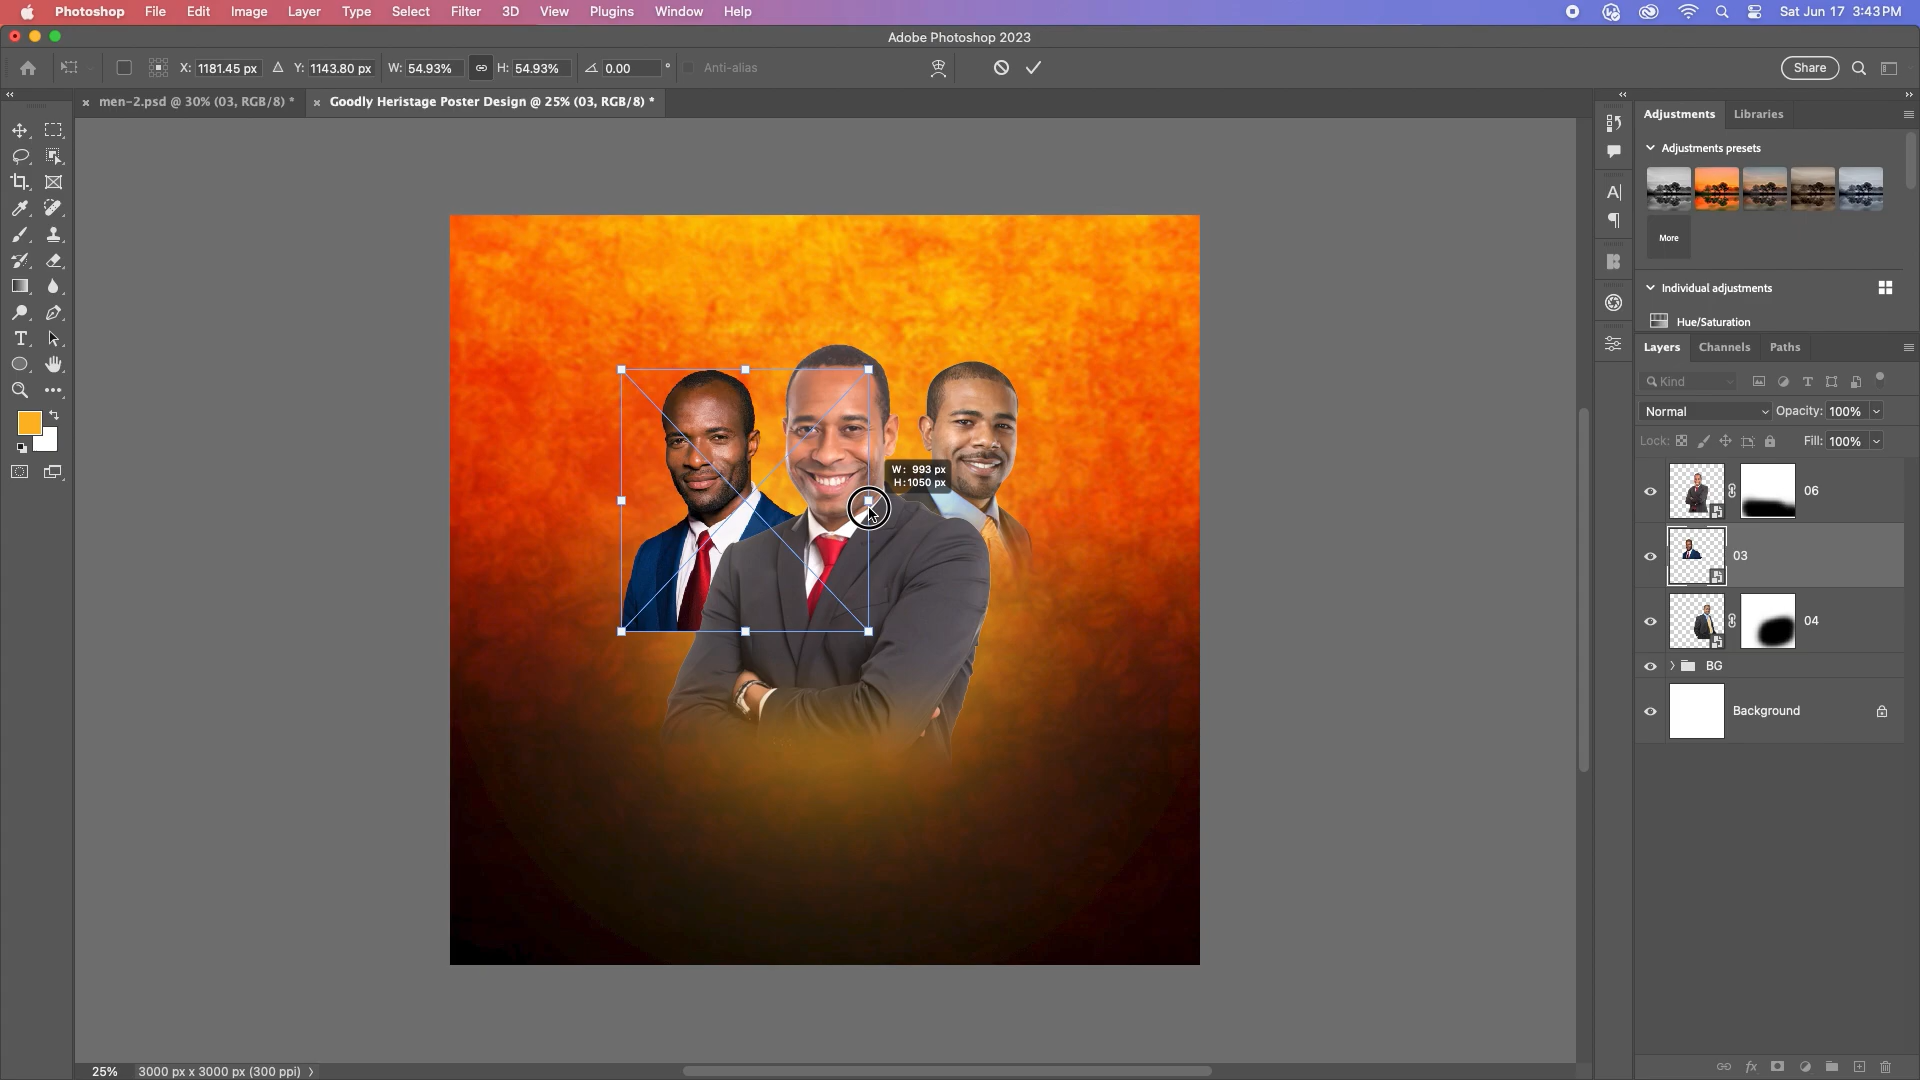 Photoshop File Edit Image Layer Type Select Filter 3D View Plugins Window Help Sat Jun 17 3:43 PM
Adobe Photoshop 2023
X: 1181.45 px Y: 1143.80 px W: 54.93% H: 54.93% 0.00 ° Anti-alias Share
men-2.psd @ 30% (03, RGB/8) * Goodly Heristage Poster Design @ 25% (03, RGB/8) *
Adjustments Libraries
Adjustments presets
More
Individual adjustments
Hue/Saturation
Layers Channels Paths
Kind
Normal Opacity: 100%
Lock: Fill: 100%
W: 993 px
H: 1050 px
06
03
04
BG
Background
25% 3000 px x 3000 px (300 ppi)